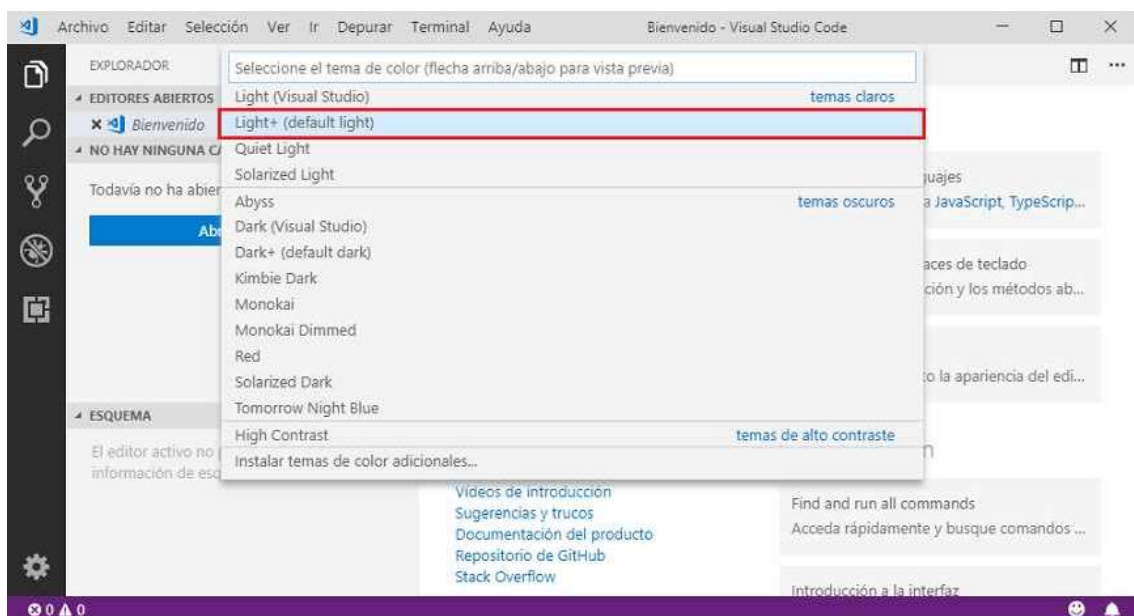 Archivo Editar Selección Ver Ir Depurar Terminal Ayuda Bienvenido - Visual Studio Code
EXPLORADOR
EDITORES ABIERTOS
Bienvenido
NO HAY NINGUNA
Todavía no ha
ESQUEMA
El editor activo no
información de
Seleccione el tema de color (flecha arriba/abajo para vista previa)
Light (Visual Studio) temas claros
Light+ (default light)
Quiet Light
Solarized Light
Abyss temas oscuros
Dark (Visual Studio)
Dark+ (default dark)
Kimbie Dark
Monokai
Monokai Dimmed
Red
Solarized Dark
Tomorrow Night Blue
High Contrast temas de alto contraste
Instalar temas de color adicionales...
a JavaScript, TypeScrip...
de teclado
y los métodos ab...
la apariencia del edi...
Vídeos de introducción
Sugerencias y trucos
Documentación del producto
Repositorio de GitHub
Stack Overflow
Find and run all commands
Acceda rápidamente y busque comandos ...
Introducción a la interfaz
0 0